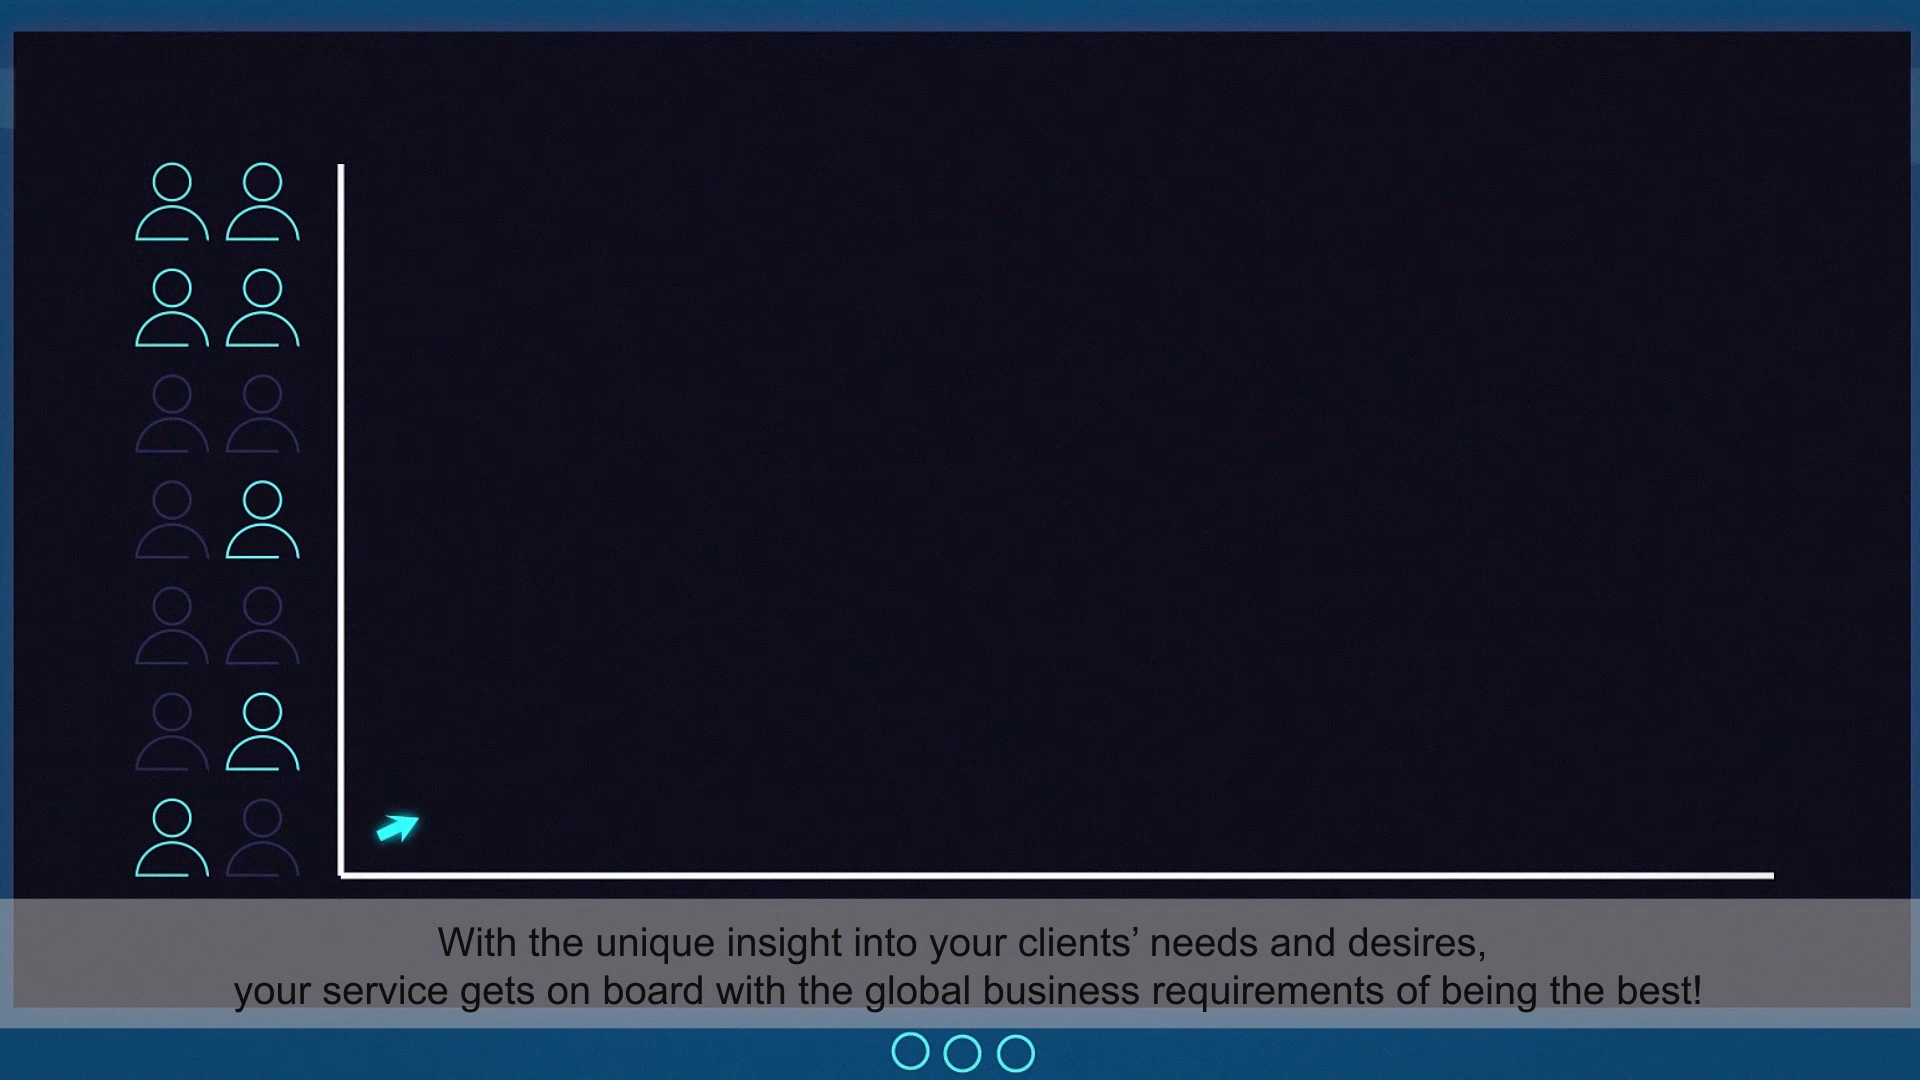 With the unique insight into your clients’ needs and desires,
your service gets on board with the global business requirements of being the best!